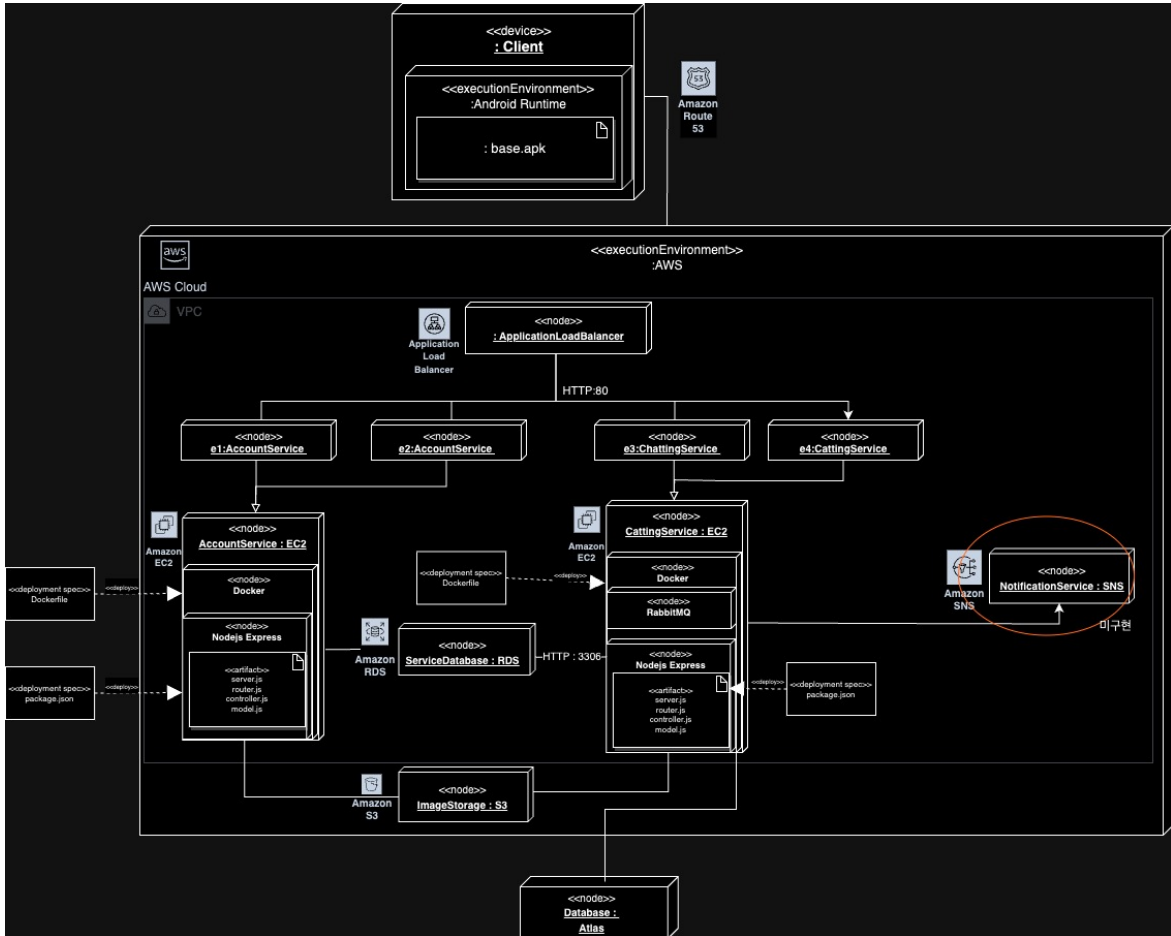 <<device>>
: Client
<<executionEnvironment>>
:Android Runtime
: base.apk
53
Amazon
Route
53
aws
AWS Cloud
<<executionEnvironment>>
:AWS
VPC
Application
Load
Balancer
<<node>>
: ApplicationLoadBalancer
HTTP:80
<<node>>
e1:AccountService
<<node>>
e2:AccountService
<<node>>
e3:ChattingService
<<node>>
e4:CattingService
Amazon
EC2
<<node>>
AccountService : EC2
<<node>>
Docker
<<node>>
Nodejs Express
<<artifact>>
server.js
router.js
controller.js
model.js
<<deployment spec>>
Dockerfile
<<deploy>>
<<deployment spec>>
package.json
<<deploy>>
Amazon
RDS
<<node>>
ServiceDatabase : RDS
HTTP : 3306
<<deployment spec>>
Dockerfile
<<deploy>>
Amazon
EC2
<<node>>
CattingService : EC2
<<node>>
Docker
<<node>>
RabbitMQ
<<node>>
Nodejs Express
<<artifact>>
server.js
router.js
controller.js
model.js
<<deploy>>
<<deployment spec>>
package.json
Amazon
SNS
<<node>>
NotificationService : SNS
미구현
Amazon
S3
<<node>>
ImageStorage : S3
<<node>>
Database :
Atlas